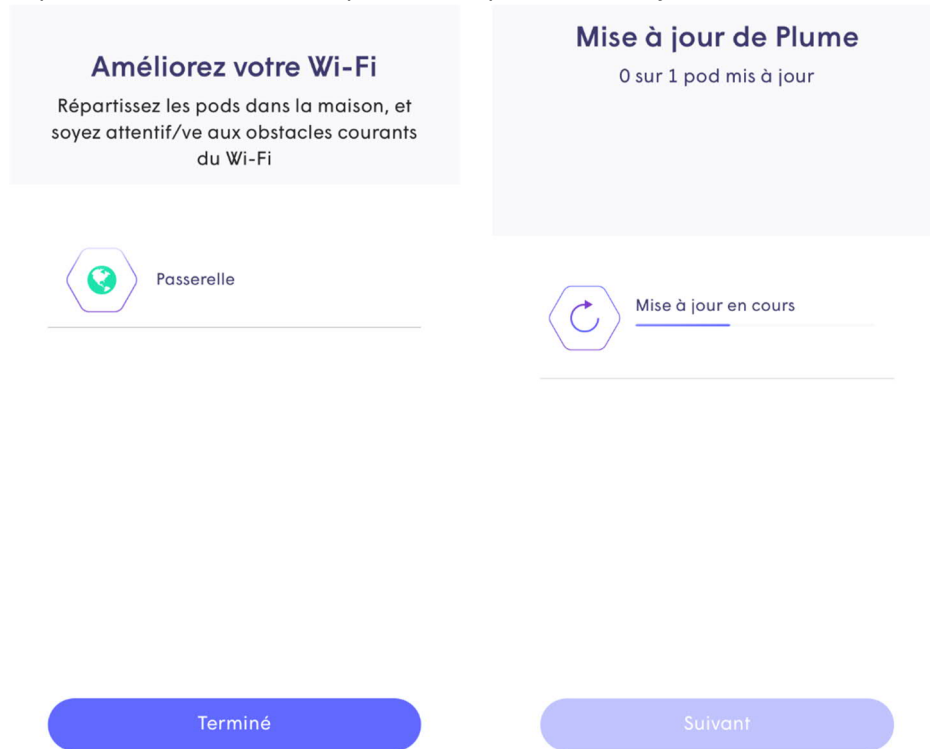 Améliorez votre Wi-Fi
Répartissez les pods dans la maison, et
soyez attentif/ve aux obstacles courants
du Wi-Fi
Passerelle
Terminé
Mise à jour de Plume
0 sur 1 pod mis à jour
Mise à jour en cours
Suivant